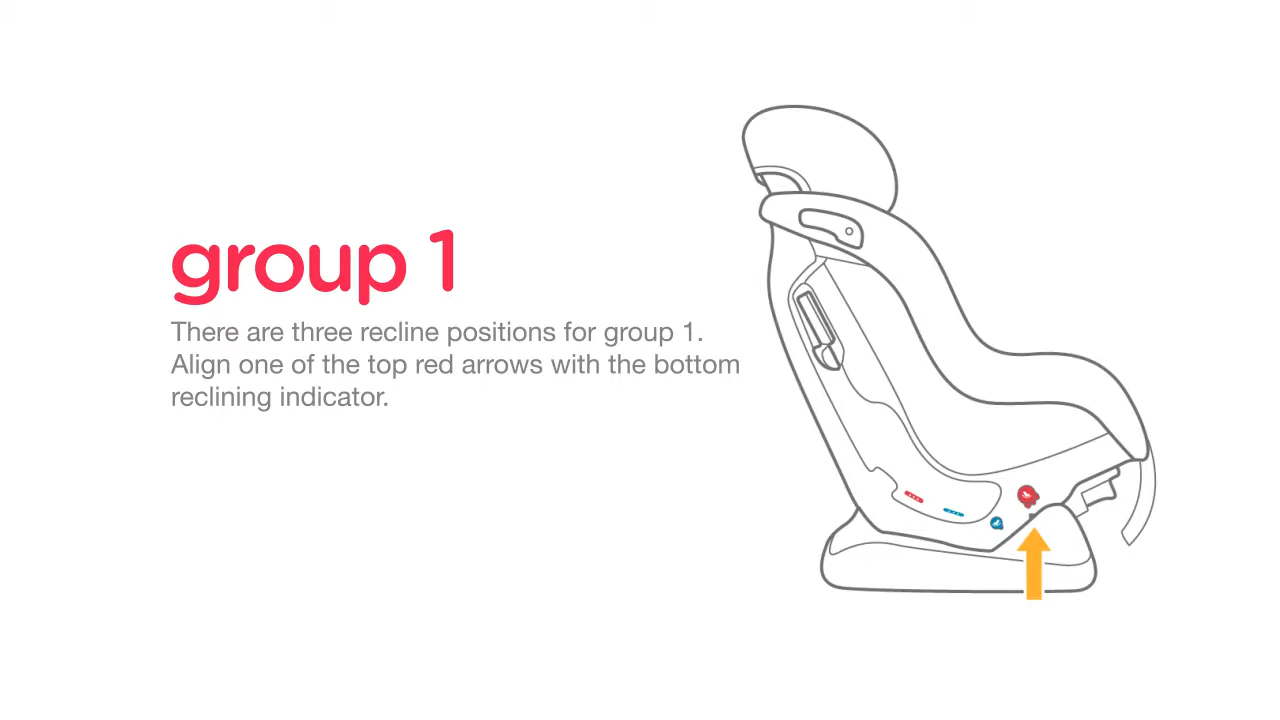 group 1
There are three recline positions for group 1.
Align one of the top red arrows with the bottom
reclining indicator.